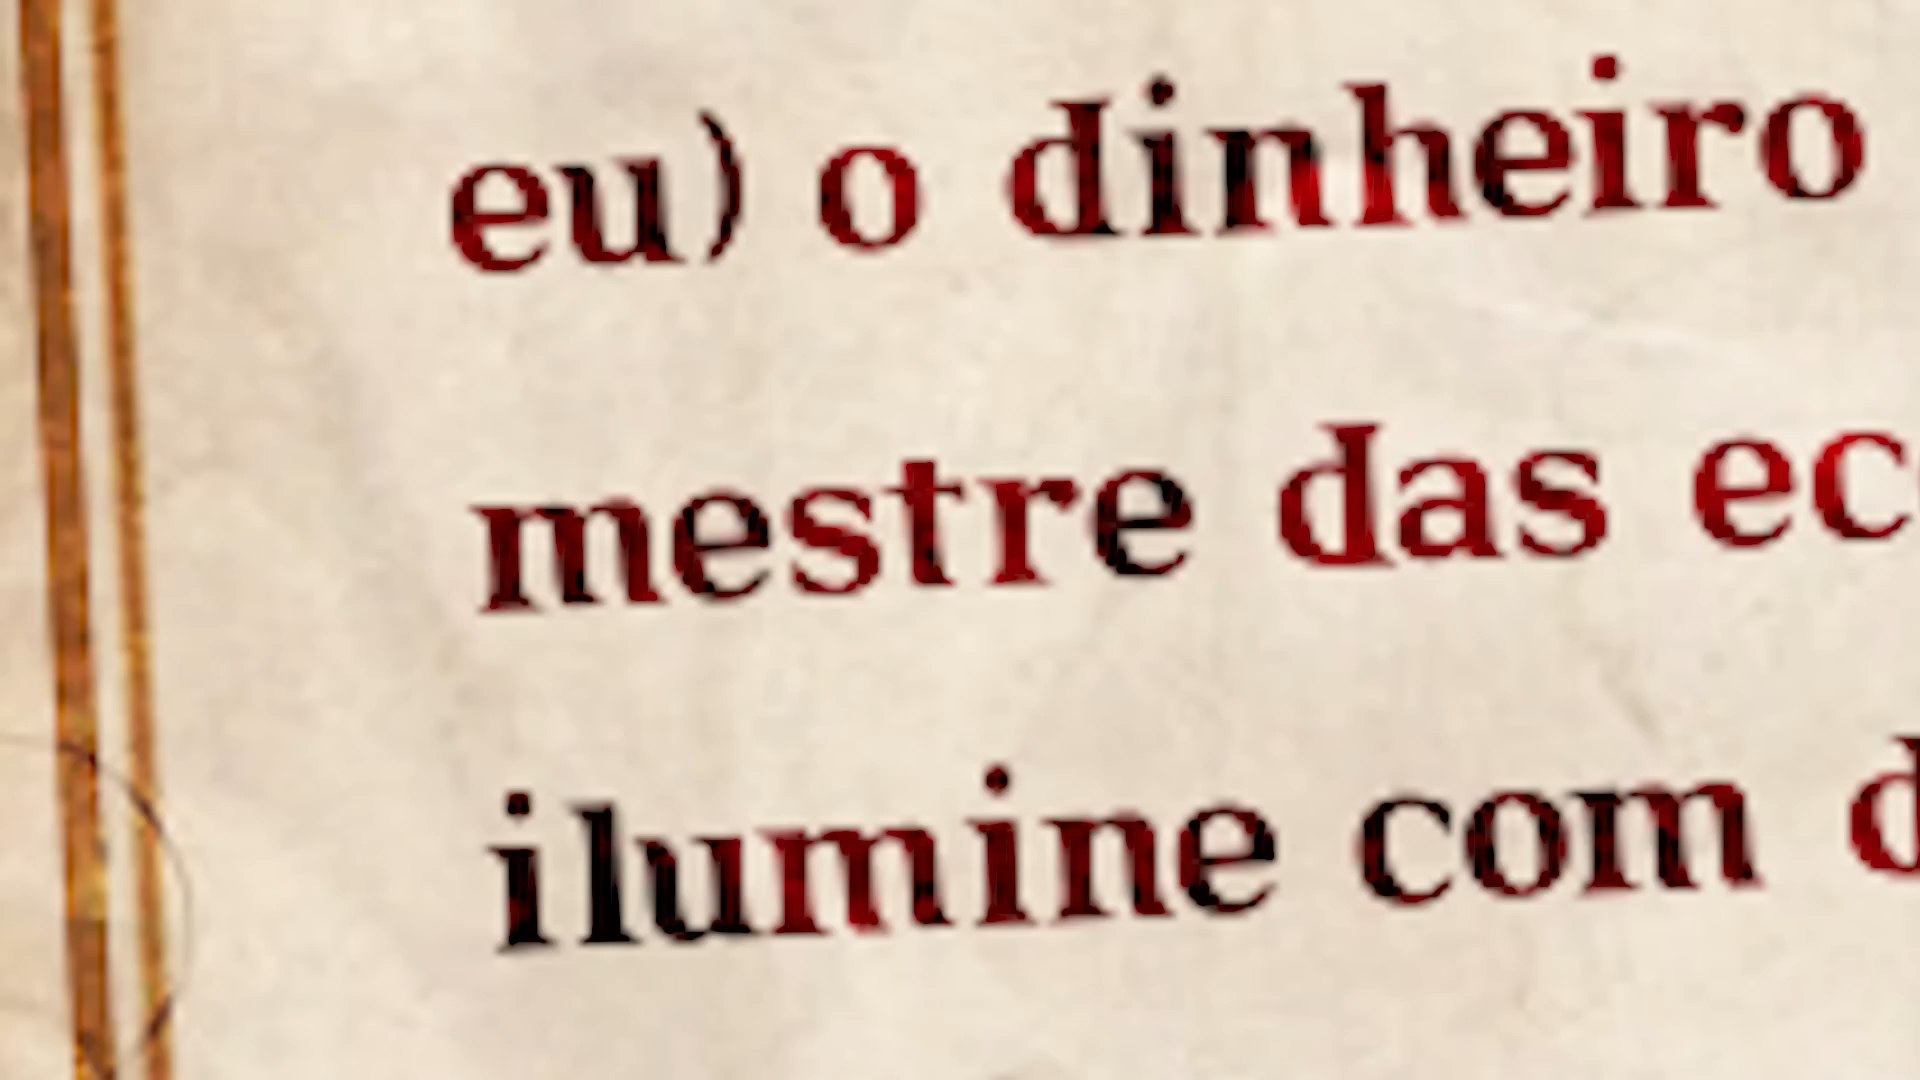 eu) o dinheiro
mestre das
ilumine com